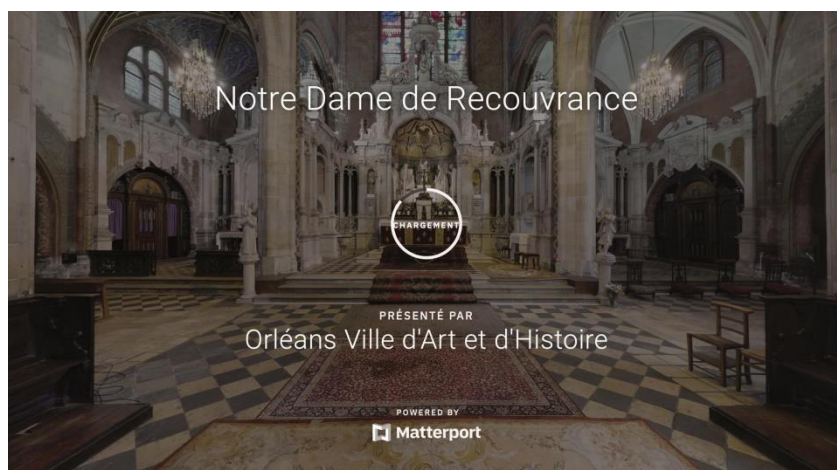 Notre Dame de Recouvrance
CHARGEMENT
PRÉSENTÉ PAR
Orléans Ville d'Art et d'Histoire
POWERED BY
Matterport